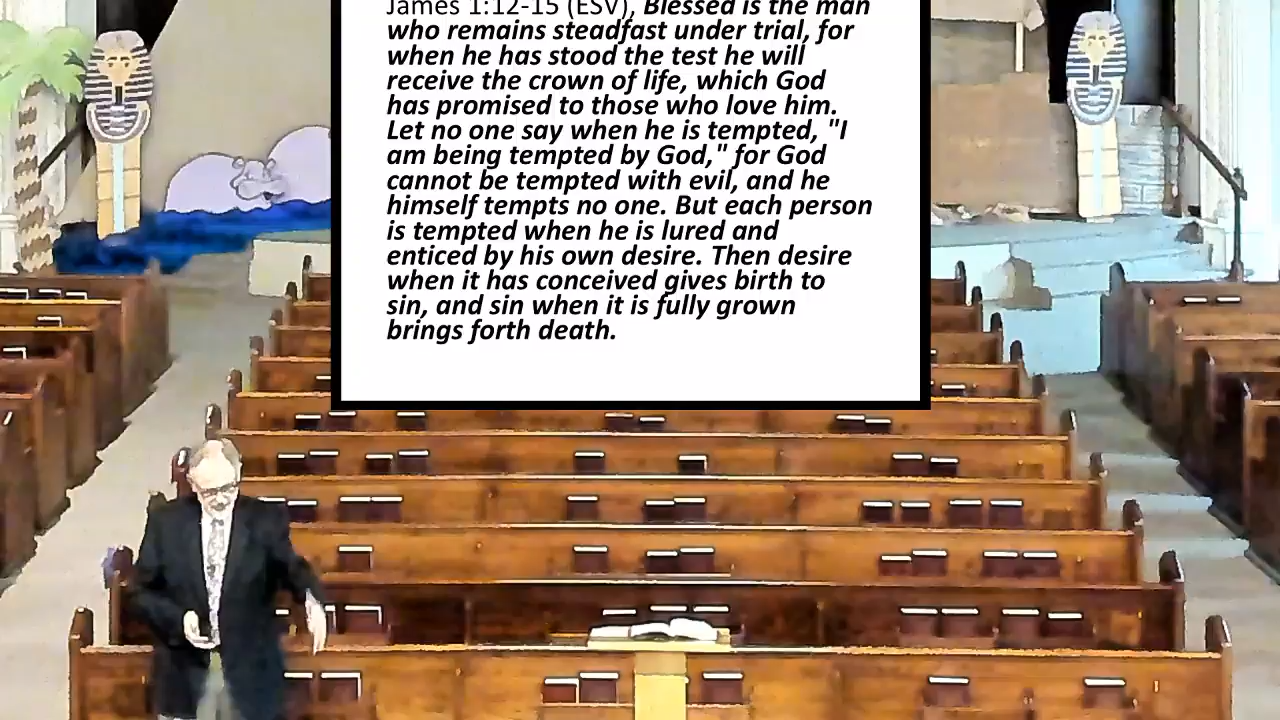 James 1:12-15 (ESV), Blessed is the man
who remains steadfast under trial, for
when he has stood the test he will
receive the crown of life, which God
has promised to those who love him.
Let no one say when he is tempted, "I
am being tempted by God," for God
cannot be tempted with evil, and he
himself tempts no one. But each person
is tempted when he is lured and
enticed by his own desire. Then desire
when it has conceived gives birth to
sin, and sin when it is fully grown
brings forth death.